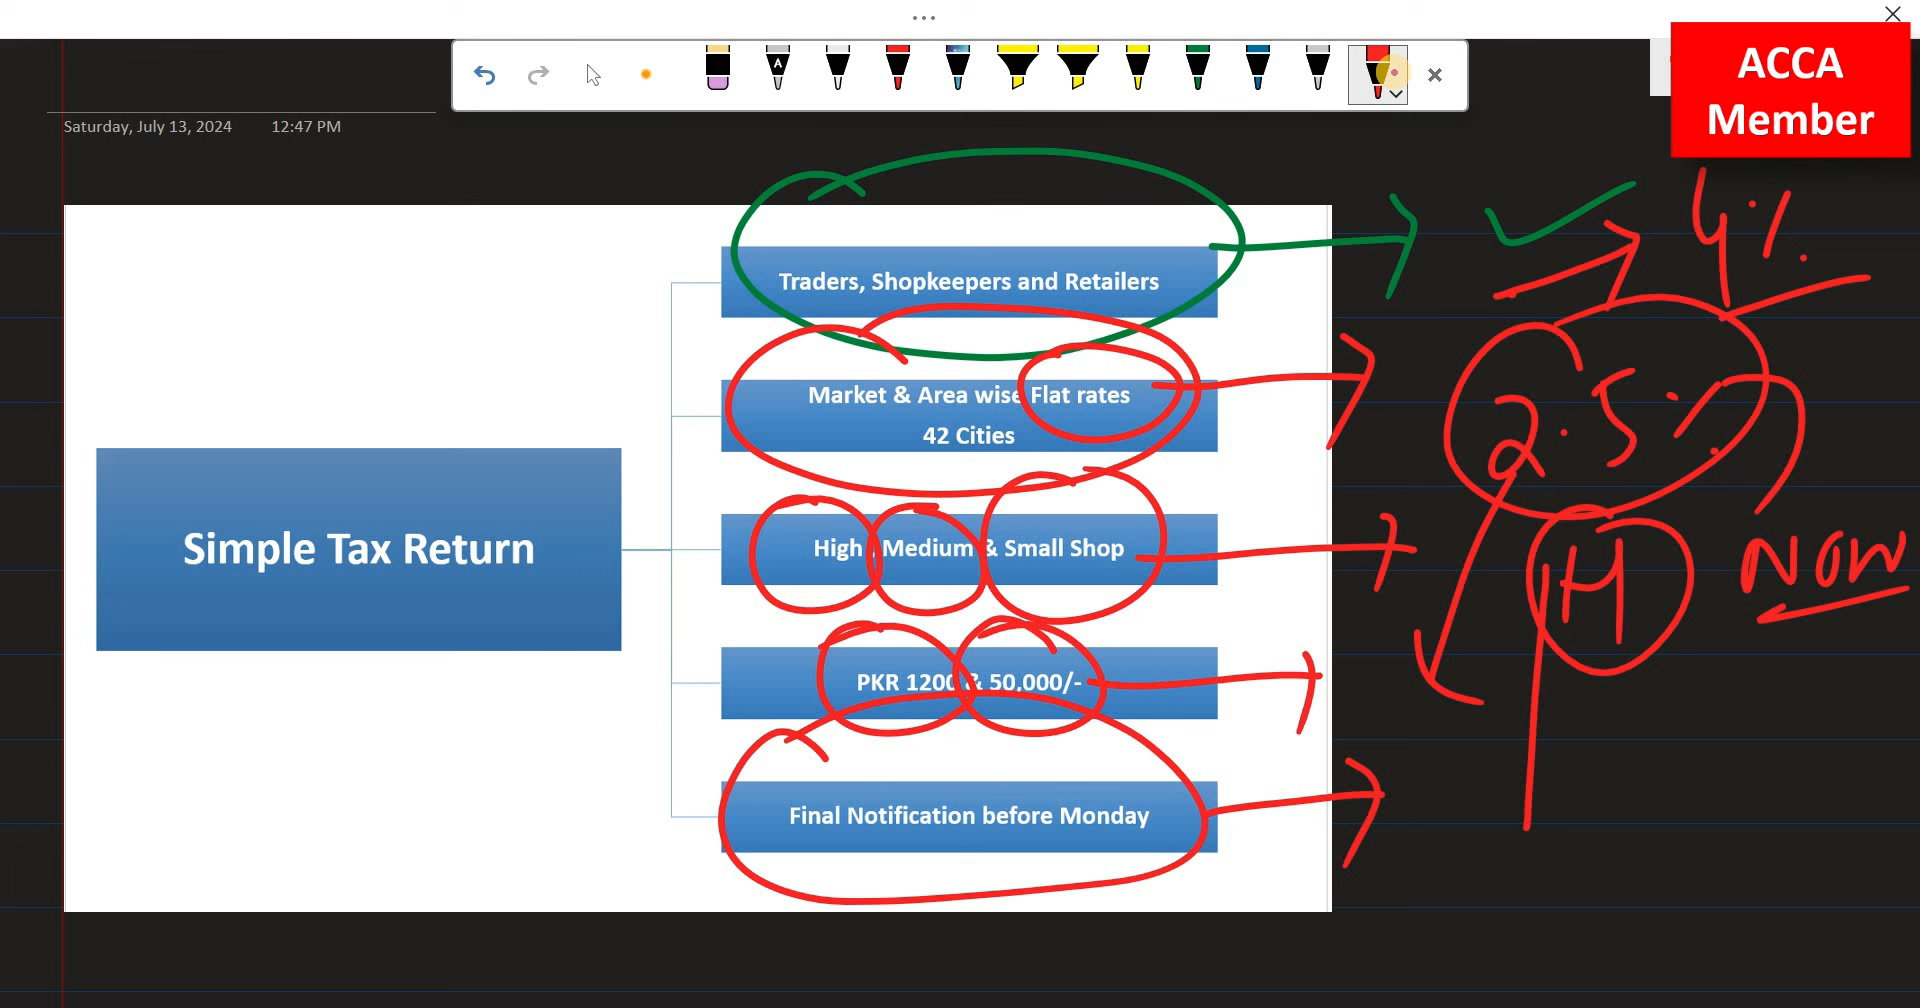 ACCA
Member
Saturday, July 13, 2024 12:47 PM
Simple Tax Return
Traders, Shopkeepers and Retailers
Market & Area wise Flat rates
42 Cities
High Medium & Small Shop
PKR 1200 & 50,000/-
Final Notification before Monday
4%
2.5%
H
NOW